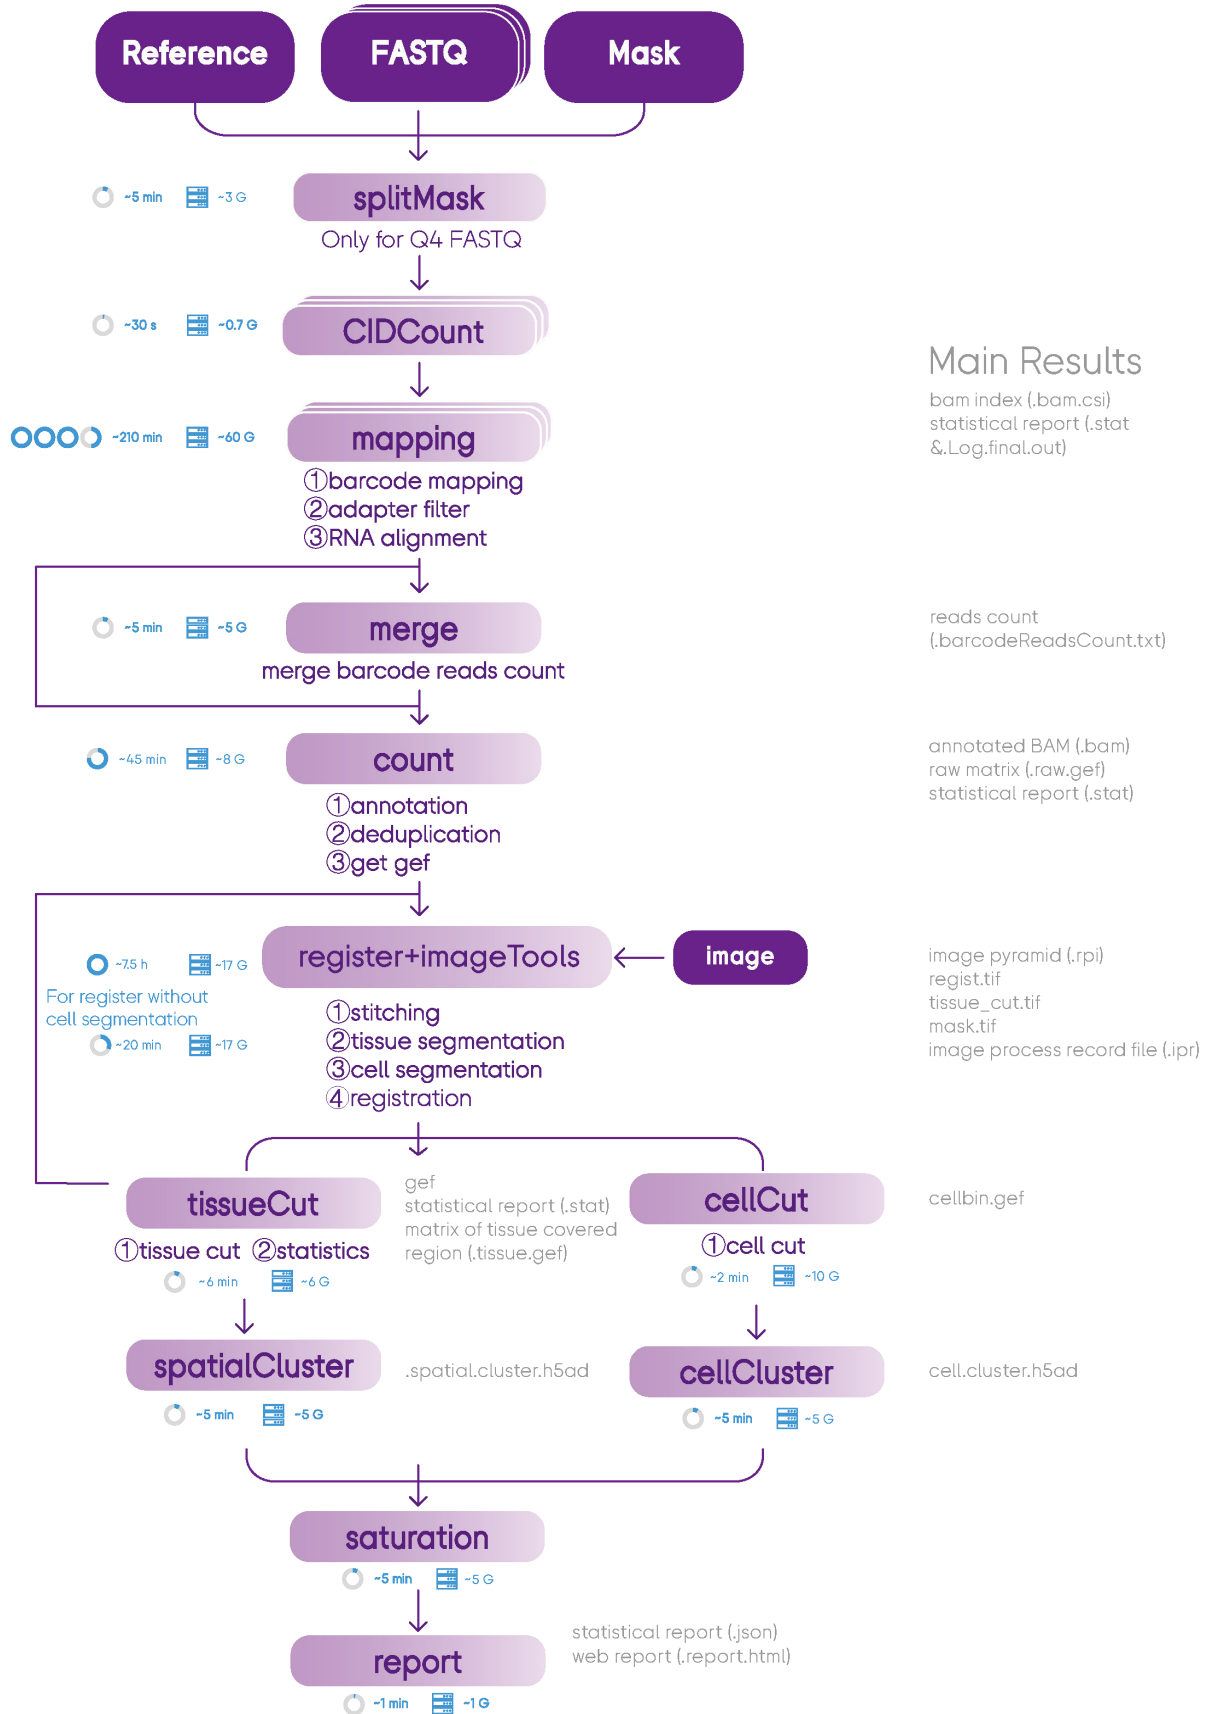 Reference
FASTQ
Mask
~5 min
~3 G
splitMask
Only for Q4 FASTQ
~30 s
~0.7 G
CIDCount
Main Results
bam index (.bam.csi)
statistical report (.stat
&.Log.final.out)
~210 min
~60 G
mapping
①barcode mapping
②adapter filter
③RNA alignment
~5 min
~5 G
merge
merge barcode reads count
reads count
(.barcodeReadsCount.txt)
~45 min
~8 G
count
①annotation
②deduplication
③get gef
annotated BAM (.bam)
raw matrix (.raw.gef)
statistical report (.stat)
~7.5 h
~17 G
For register without
cell segmentation
~20 min
~17 G
register+imageTools
image
①stitching
②tissue segmentation
③cell segmentation
④registration
image pyramid (.rpi)
regist.tif
tissue_cut.tif
mask.tif
image process record file (.ipr)
tissueCut
①tissue cut ②statistics
~6 min
~6 G
gef
statistical report (.stat)
matrix of tissue covered
region (.tissue.gef)
cellCut
①cell cut
~2 min
~10 G
cellbin.gef
spatialCluster
~5 min
~5 G
.spatial.cluster.h5ad
cellCluster
~5 min
~5 G
cell.cluster.h5ad
saturation
~5 min
~5 G
report
~1 min
~1 G
statistical report (.json)
web report (.report.html)